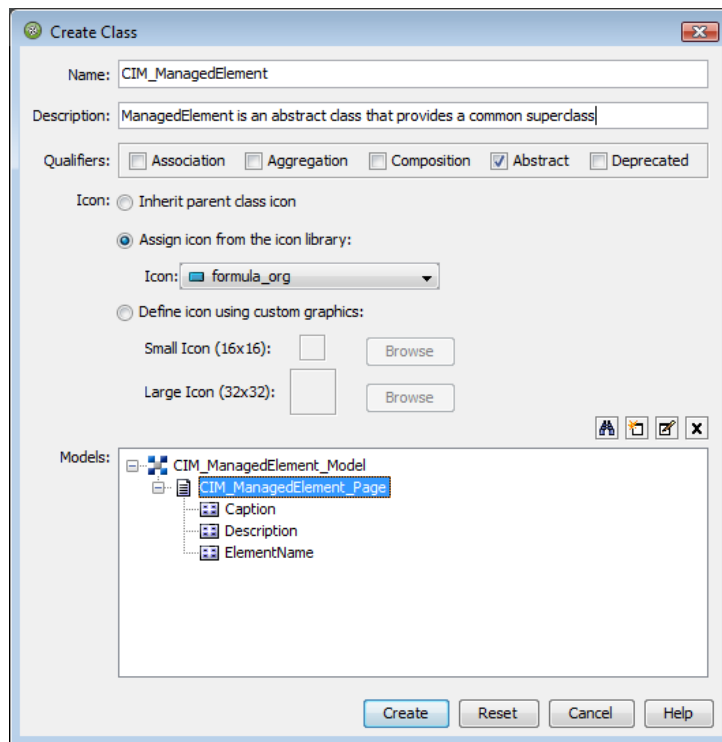 Create Class
Name: CIM_ManagedElement
Description: ManagedElement is an abstract class that provides a common superclass
Qualifiers: Association Aggregation Composition Abstract Deprecated
Icon: Inherit parent class icon
Assign icon from the icon library:
Icon: formula_org
Define icon using custom graphics:
Small Icon (16x16): Browse
Large Icon (32x32): Browse
Models: CIM_ManagedElement_Model
CIM_ManagedElement_Page
Caption
Description
ElementName
Create Reset Cancel Help